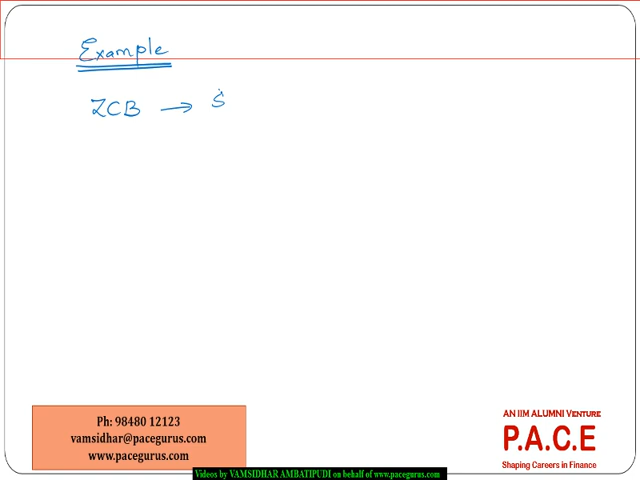 Example
ZCB → S
Ph: 98480 12123
vamsidhar@pacegurus.com
www.pacegurus.com
AN IIM ALUMNI VENTURE
P.A.C.E
Shaping Careers in Finance
Videos by VAMSIDHAR AMBATIPUDI on behalf of www.pacegurus.com